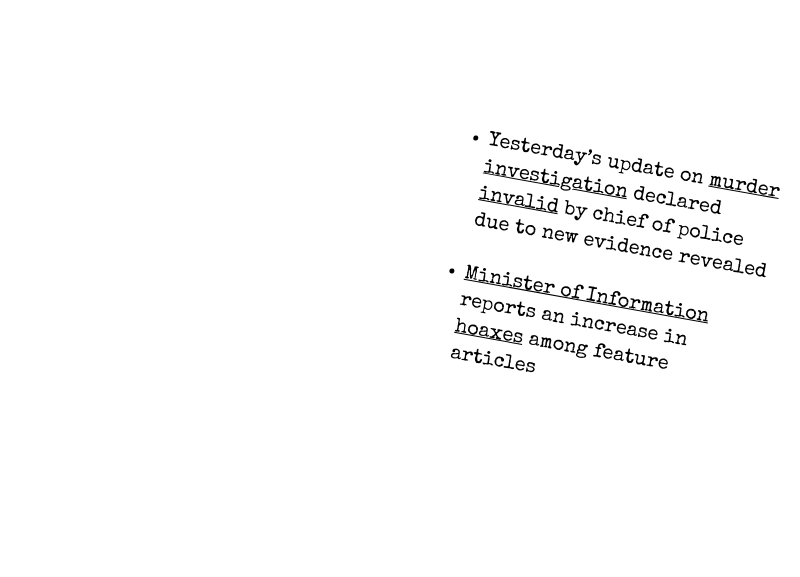 • Yesterday's update on murder
investigation declared
invalid by chief of police
due to new evidence revealed
• Minister of Information
reports an increase in
hoaxes among feature
articles